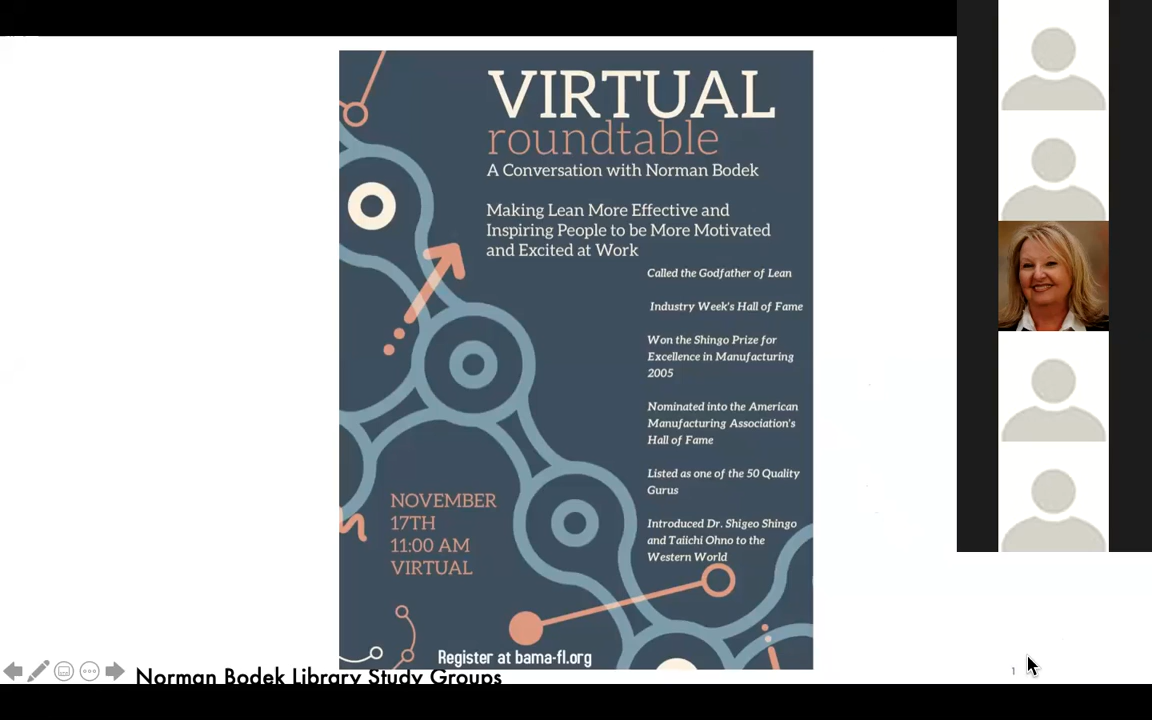 VIRTUAL
roundtable
A Conversation with Norman Bodek
Making Lean More Effective and
Inspiring People to be More Motivated
and Excited at Work
Called the Godfather of Lean
Industry Week's Hall of Fame
Won the Shingo Prize for
Excellence in Manufacturing
2005
Nominated into the American
Manufacturing Association's
Hall of Fame
Listed as one of the 50 Quality
Gurus
Introduced Dr. Shigeo Shingo
and Taiichi Ohno to the
Western World
NOVEMBER
17TH
11:00 AM
VIRTUAL
Register at bama-fl.org
Norman Bodek Library Study Groups
1